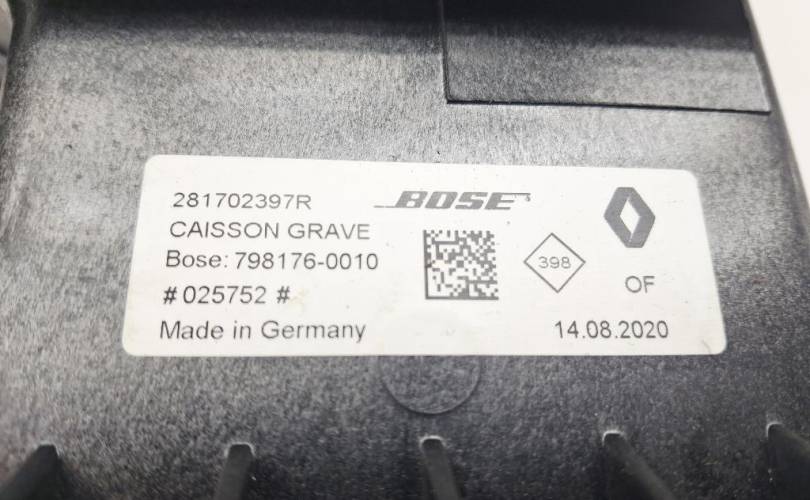 281702397R BOSE
CAISSON GRAVE
Bose: 798176-0010
398
# 025752 #
OF
Made in Germany
14.08.2020